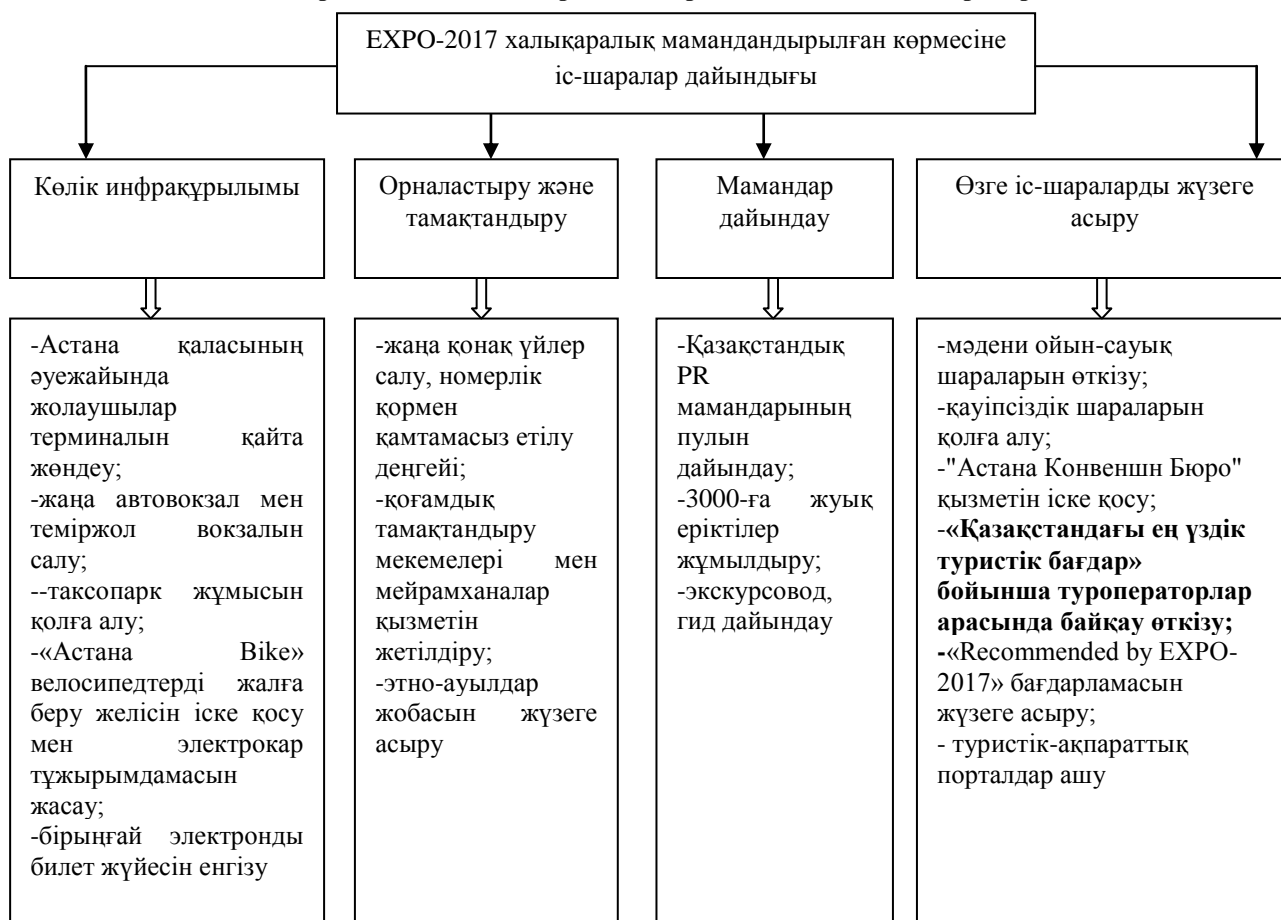 EXPO-2017 халықаралық мамандандырылған көрмесіне
іс-шаралар дайындығы
Көлік инфрақұрылымы
Орналастыру және
тамақтандыру
Мамандар
дайындау
Өзге іс-шараларды жүзеге
асыру
-Астана қаласының
әуежайында
жолаушылар
терминалын қайта
жөндеу;
-жаңа автовокзал мен
теміржол вокзалын
салу;
--таксопарк жұмысын
қолға алу;
-«Астана Bike»
велосипедтерді жалға
беру желісін іске қосу
мен электрокар
тұжырымдамасын
жасау;
-бірыңғай электронды
билет жүйесін енгізу
-жаңа қонақ үйлер
салу, номерлік
қормен
қамтамасыз етілу
деңгейі;
-қоғамдық
тамақтандыру
мекемелері мен
мейрамханалар
қызметін
жетілдіру;
-этно-ауылдар
жобасын жүзеге
асыру
-Қазақстандық
PR
мамандарының
пулын
дайындау;
-3000-ға жуық
еріктілер
жұмылдыру;
-экскурсовод,
гид дайындау
-мәдени ойын-сауық
шараларын өткізу;
-қауіпсіздік шараларын
қолға алу;
-"Астана Конвеншн Бюро"
қызметін іске қосу;
-«Қазақстандағы ең үздік
туристік бағдар»
бойынша туроператорлар
арасында байқау өткізу;
-«Recommended by EXPO-
2017» бағдарламасын
жүзеге асыру;
- туристік-ақпараттық
порталдар ашу